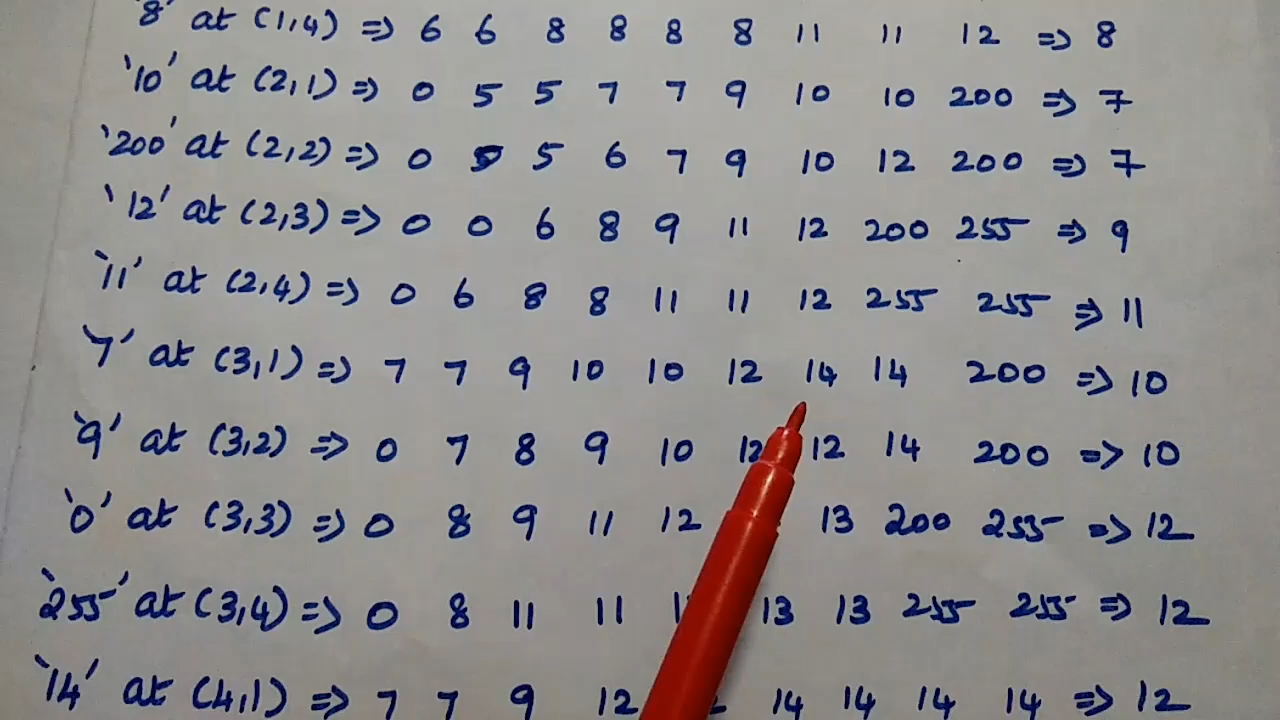 '8' at (1,4) => 6 6 8 8 8 8 11 11 12 => 8
'10' at (2,1) => 0 5 5 7 7 9 10 10 200 => 7
'200' at (2,2) => 0 5 5 6 7 9 10 12 200 => 7
'12' at (2,3) => 0 0 6 8 9 11 12 200 255 => 9
'11' at (2,4) => 0 6 8 8 11 11 12 255 255 => 11
'7' at (3,1) => 7 7 9 10 10 12 14 14 200 => 10
'9' at (3,2) => 0 7 8 9 10 12 12 14 200 => 10
'0' at (3,3) => 0 8 9 11 12 13 200 255 => 12
'255' at (3,4) => 0 8 11 11 13 13 255 255 => 12
'14' at (4,1) => 7 7 9 12 14 14 14 14 => 12